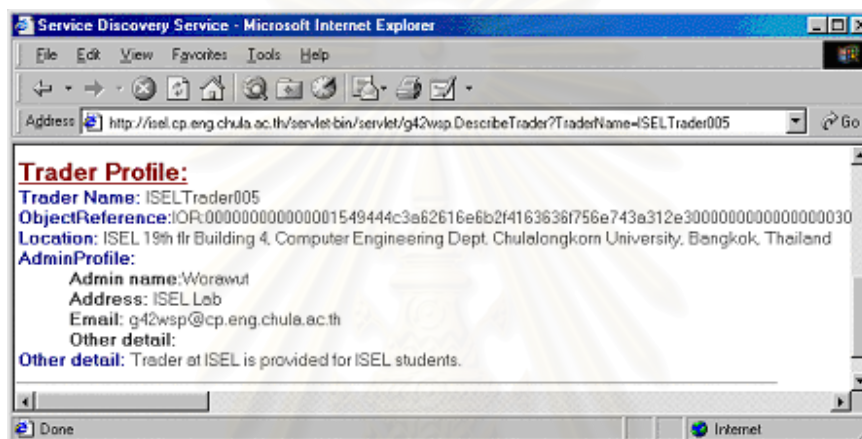 Service Discovery Service - Microsoft Internet Explorer
File Edit View Favorites Tools Help
Address http://isel.cp.eng.chula.ac.th/servlet-bin/servlet/g42wsp.DescribeTrader?TraderName=ISELTrader005 Go
Trader Profile:
Trader Name: ISELTrader005
ObjectReference:IOR:000000000000001549444c3a62616e6b2f4163636f756e743a312e3000000000000000030
Location: ISEL 19th flr Building 4, Computer Engineering Dept. Chulalongkorn University, Bangkok, Thailand
AdminProfile:
Admin name:Worawut
Address: ISEL Lab
Email: g42wsp@cp.eng.chula.ac.th
Other detail:
Other detail: Trader at ISEL is provided for ISEL students.
Done Internet